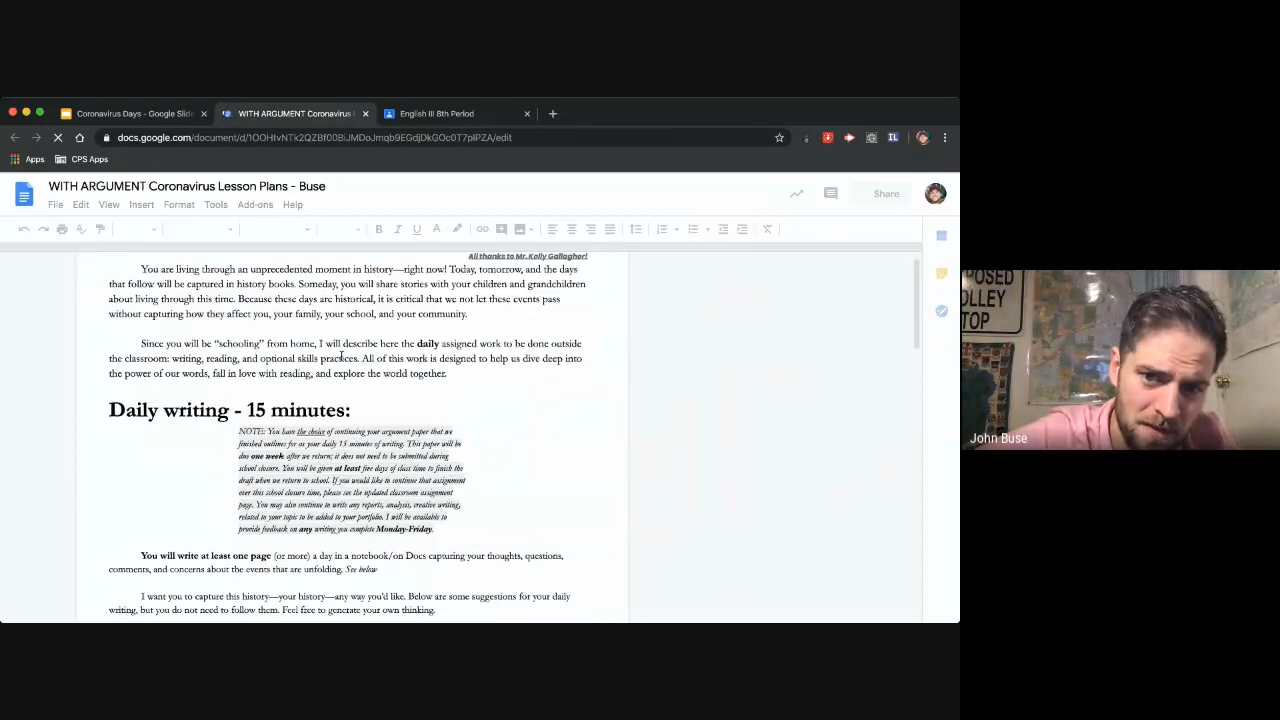 Coronavirus Days - Google Slide
WITH ARGUMENT Coronavirus
English III 8th Period
docs.google.com/document/d/
Apps
CPS Apps
IL
WITH ARGUMENT Coronavirus Lesson Plans - Buse
File Edit View Insert Format Tools Add-ons Help
Share
All thanks to Mr. Kelly Gallagher!
You are living through an unprecedented moment in history—right now! Today, tomorrow, and the days
that follow will be captured in history books. Someday, you will share stories with your children and grandchildren
about living through this time. Because these days are historical, it is critical that we not let these events pass
without capturing how they affect you, your family, your school, and your community.
Since you will be “schooling” from home, I will describe here the daily assigned work to be done outside
the classroom: writing, reading, and optional skills practices. All of this work is designed to help us dive deep into
the power of our words, fall in love with reading, and explore the world together.
Daily writing - 15 minutes:
NOTE: You have the choice of continuing your argument paper that we
finished outlines for as your daily 15 minutes of writing. This paper will be
due one week after we return; it does not need to be submitted during
school closure. You will be given at least five days of class time to finish the
draft when we return to school. If you would like to continue that assignment
over this school closure time, please see the updated classroom assignment
page. You may also continue to write any reports, analysis, creative writing,
related to your topic to be added to your portfolio. I will be available to
provide feedback on any writing you complete Monday-Friday.
You will write at least one page (or more) a day in a notebook/on Docs capturing your thoughts, questions,
comments, and concerns about the events that are unfolding. See below
I want you to capture this history—your history—any way you'd like. Below are some suggestions for your daily
writing, but you do not need to follow them. Feel free to generate your own thinking.
POSED
OLLEY
TOP
John Buse